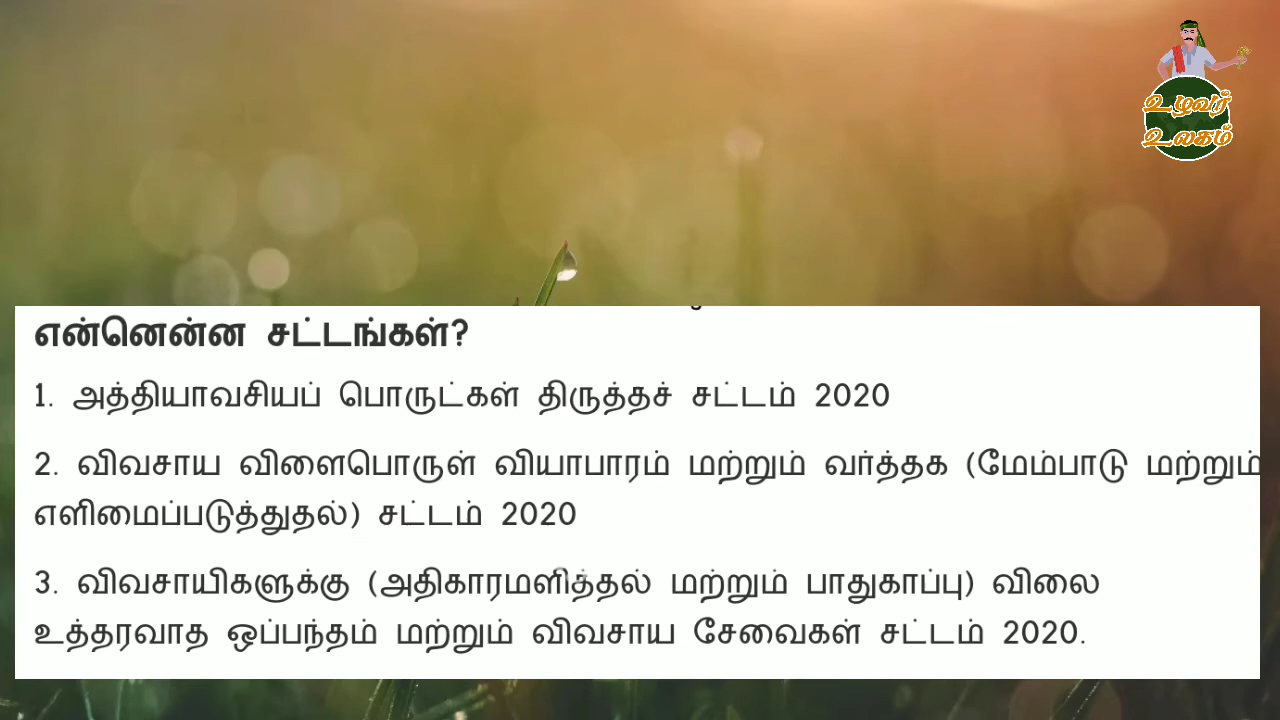 உழவர்
உலகம்
என்னென்ன சட்டங்கள்?
1. அத்தியாவசியப் பொருட்கள் திருத்தச் சட்டம் 2020
2. விவசாய விளைபொருள் வியாபாரம் மற்றும் வர்த்தக (மேம்பாடு மற்றும்
எளிமைப்படுத்துதல்) சட்டம் 2020
3. விவசாயிகளுக்கு (அதிகாரமளித்தல் மற்றும் பாதுகாப்பு) விலை
உத்தரவாத ஒப்பந்தம் மற்றும் விவசாய சேவைகள் சட்டம் 2020.